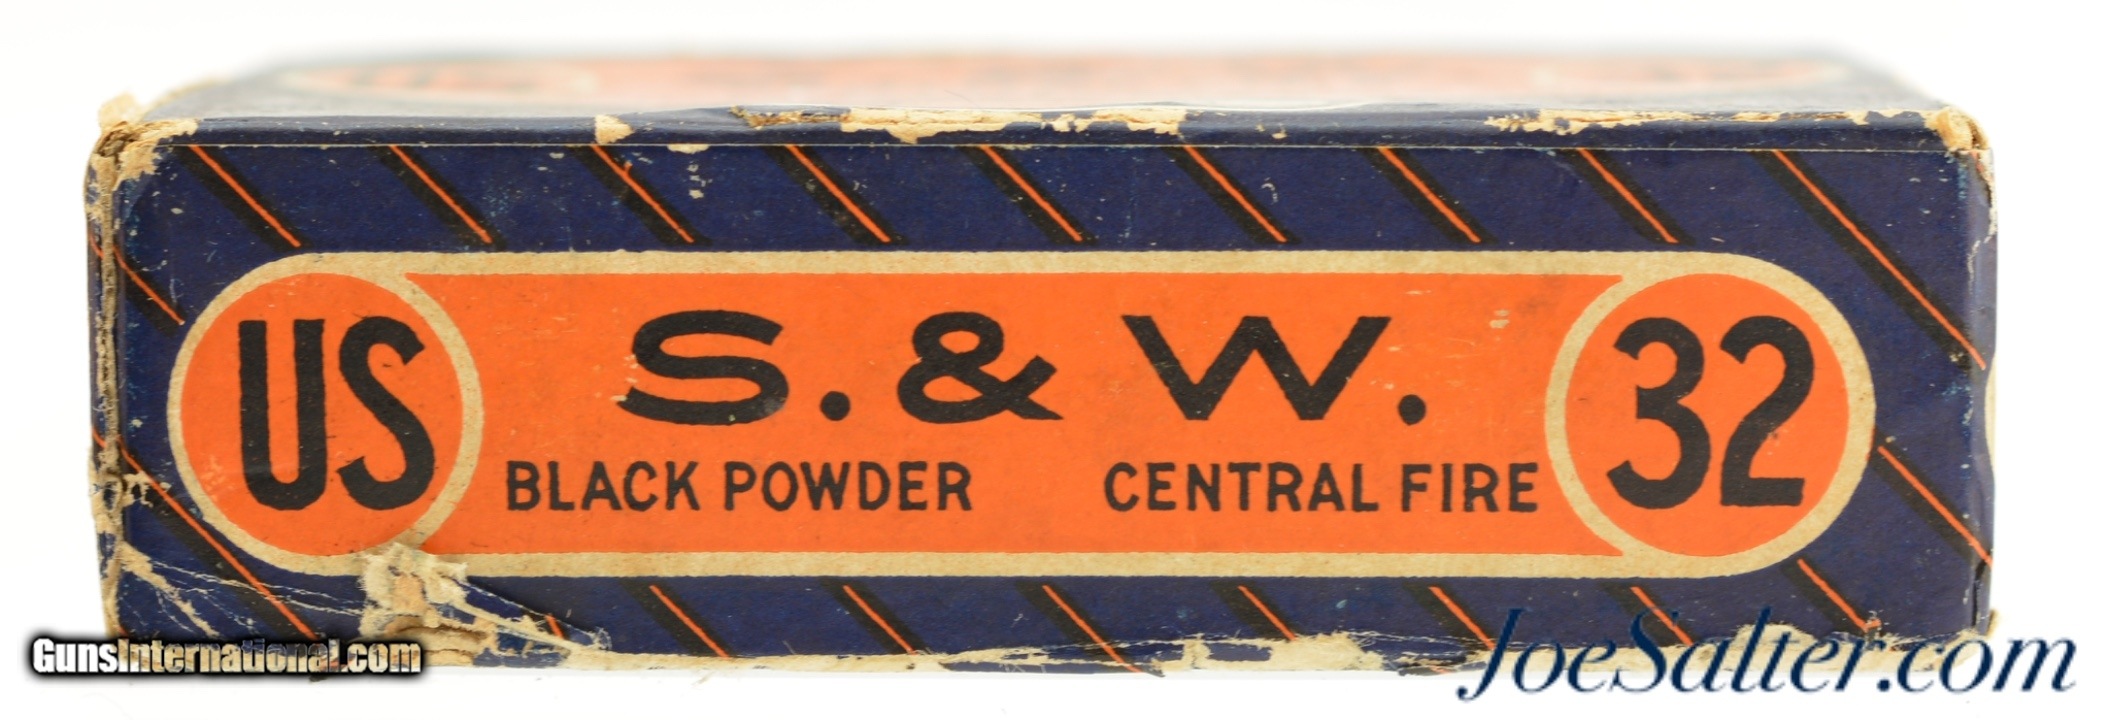 US S. & W. 32
BLACK POWDER CENTRAL FIRE
GunsInternational.com
JoeSalter.com